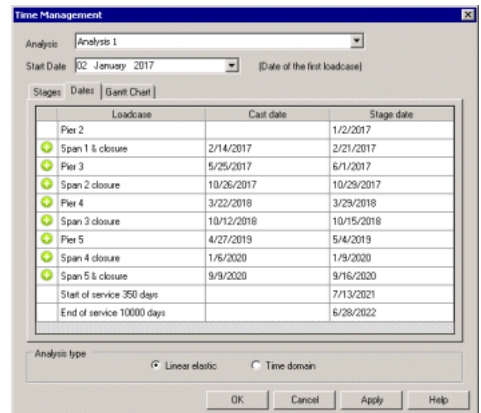 Time Management
Analysis Analysis 1
Start Date 02 January 2017 (Date of the first loadcase)
Stages Dates Gantt Chart
Loadcase Cast date Stage date
Pier 2 1/2/2017
Span 1 & closure 2/14/2017 2/21/2017
Pier 3 5/25/2017 6/1/2017
Span 2 closure 10/26/2017 10/29/2017
Pier 4 3/22/2018 3/29/2018
Span 3 closure 10/12/2018 10/15/2018
Pier 5 4/27/2019 5/4/2019
Span 4 closure 1/6/2020 1/9/2020
Span 5 & closure 9/9/2020 9/16/2020
Start of service 350 days 7/13/2021
End of service 10000 days 6/28/2022
Analysis type
Linear elastic Time domain
OK Cancel Apply Help